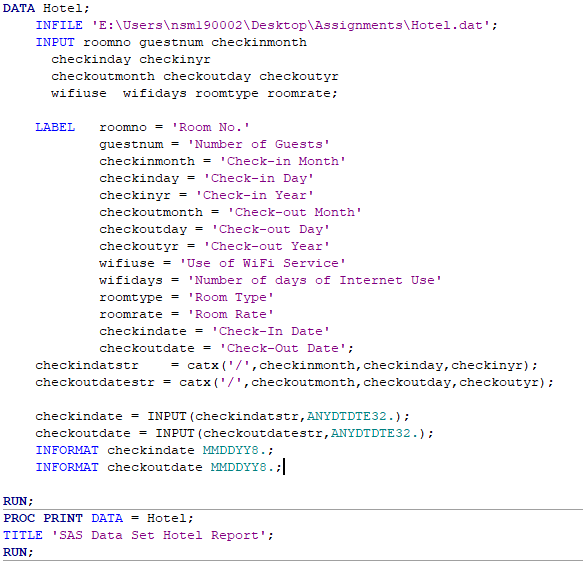 DATA Hotel;
INFILE 'E:\Users\nsm190002\Desktop\Assignments\Hotel.dat';
INPUT roomno guestnum checkinmonth
checkinday checkinyr
checkoutmonth checkoutday checkoutyr
wifiuse  wifidays roomtype roomrate;
LABEL   roomno = 'Room No.'
guestnum = 'Number of Guests'
checkinmonth = 'Check-in Month'
checkinday = 'Check-in Day'
checkinyr = 'Check-in Year'
checkoutmonth = 'Check-out Month'
checkoutday = 'Check-out Day'
checkoutyr = 'Check-out Year'
wifiuse = 'Use of WiFi Service'
wifidays = 'Number of days of Internet Use'
roomtype = 'Room Type'
roomrate = 'Room Rate'
checkindate = 'Check-In Date'
checkoutdate = 'Check-Out Date';
checkindatstr    = catx('/',checkinmonth,checkinday,checkinyr);
checkoutdatestr = catx('/',checkoutmonth,checkoutday,checkoutyr);
checkindate = INPUT(checkindatstr,ANYDTDTE32.);
checkoutdate = INPUT(checkoutdatestr,ANYDTDTE32.);
INFORMAT checkindate MMDDYY8.;
INFORMAT checkoutdate MMDDYY8.;
RUN;
PROC PRINT DATA = Hotel;
TITLE 'SAS Data Set Hotel Report';
RUN;